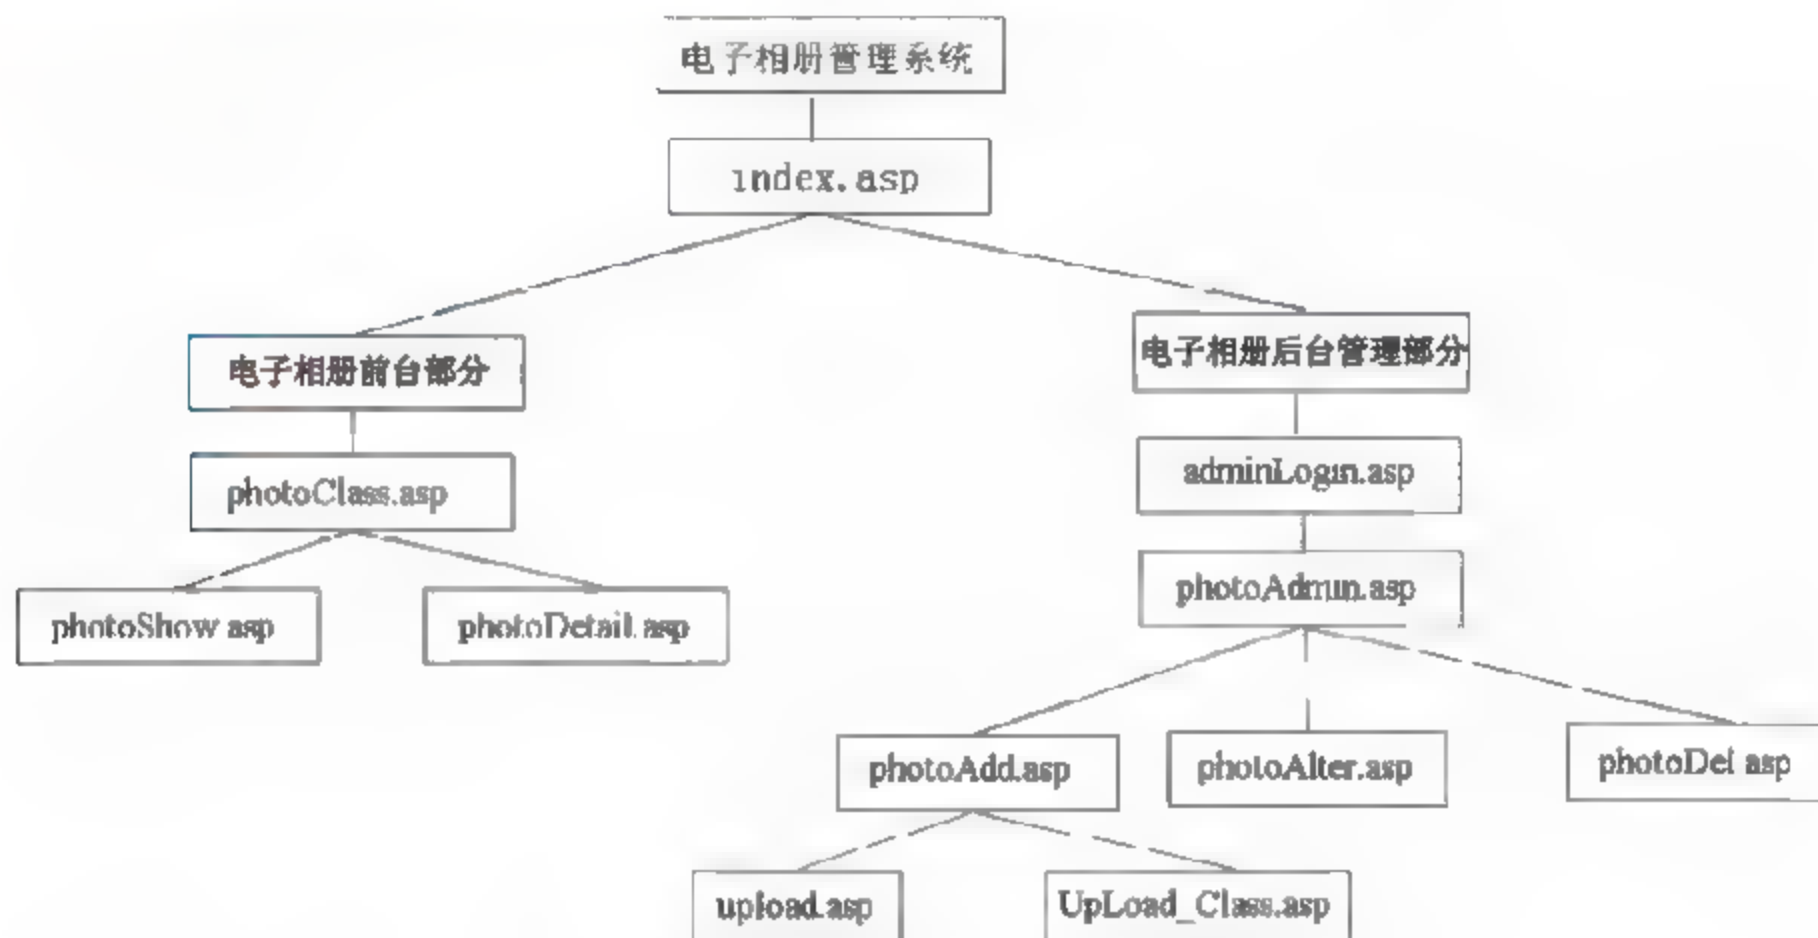 电子相册管理系统
index.asp
电子相册前台部分
电子相册后台管理部分
photoClass.asp
adminLogin.asp
photoShow.asp
photoDetail.asp
photoAdmin.asp
photoAdd.asp
photoAlter.asp
photoDel.asp
upload.asp
UpLoad_Class.asp